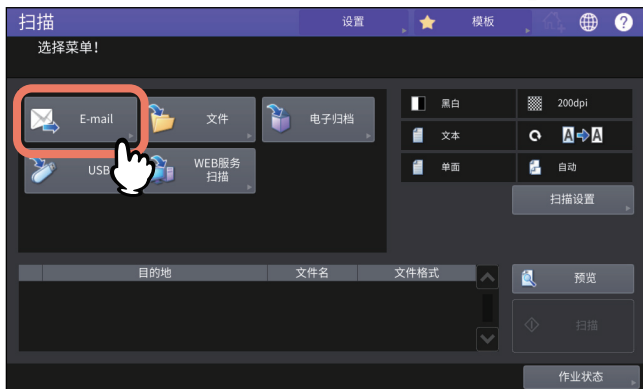 扫描
设置
模板
?
选择菜单！
E-mail
文件
电子归档
USB
WEB服务
扫描
黑白
200dpi
文本
A A
单面
自动
扫描设置
目的地
文件名
文件格式
预览
扫描
作业状态